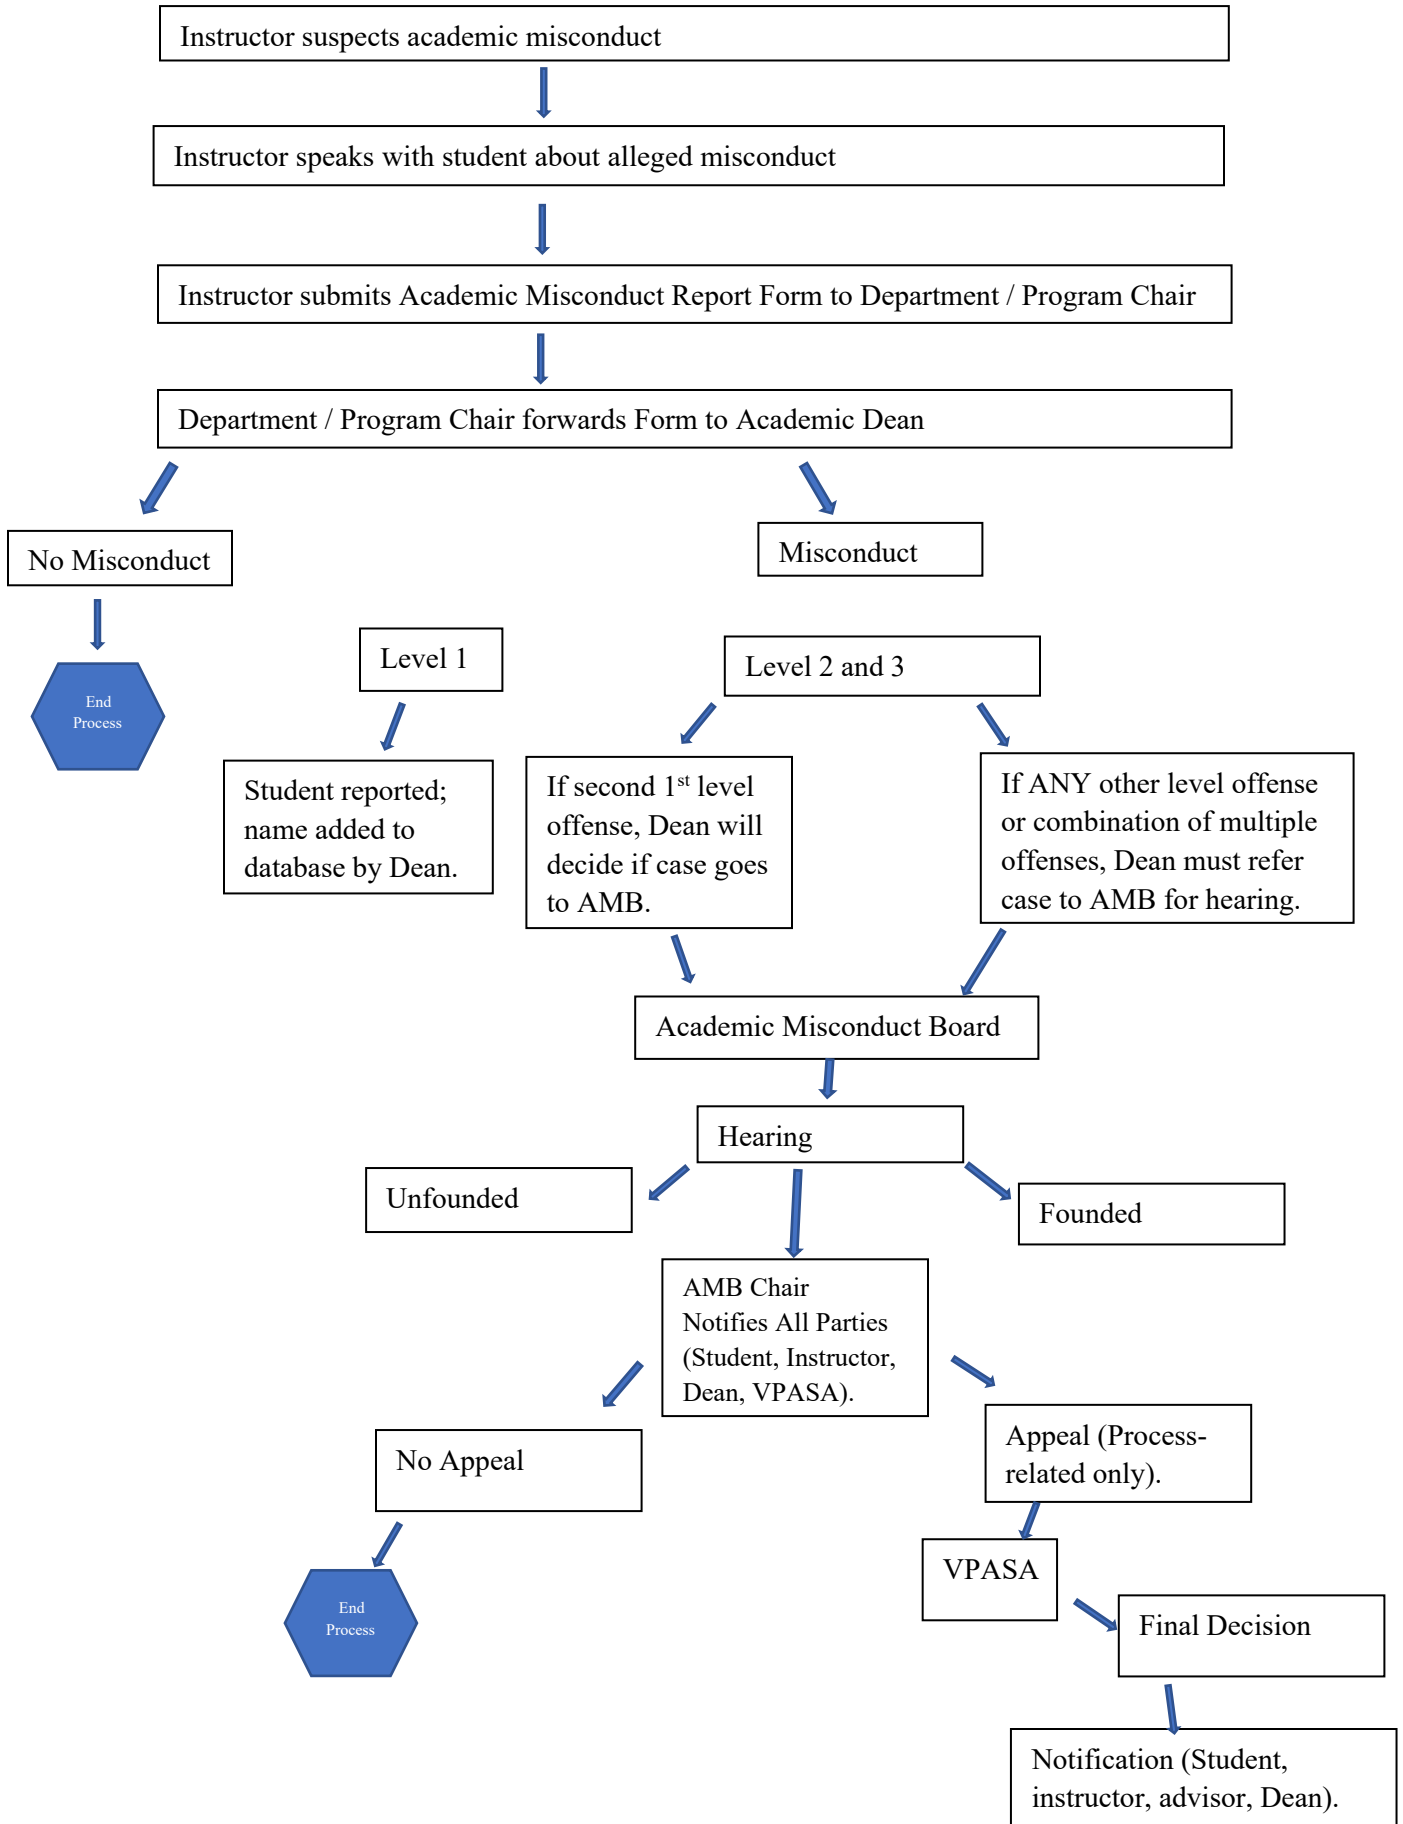 Instructor suspects academic misconduct
Instructor speaks with student about alleged misconduct
Instructor submits Academic Misconduct Report Form to Department / Program Chair
Department / Program Chair forwards Form to Academic Dean
No Misconduct
Misconduct
End
Process
Level 1
Level 2 and 3
Student reported;
name added to
database by Dean.
If second 1st level
offense, Dean will
decide if case goes
to AMB.
If ANY other level offense
or combination of multiple
offenses, Dean must refer
case to AMB for hearing.
Academic Misconduct Board
Hearing
Unfounded
Founded
AMB Chair
Notifies All Parties
(Student, Instructor,
Dean, VPASA).
No Appeal
Appeal (Process-
related only).
End
Process
VPASA
Final Decision
Notification (Student,
instructor, advisor, Dean).